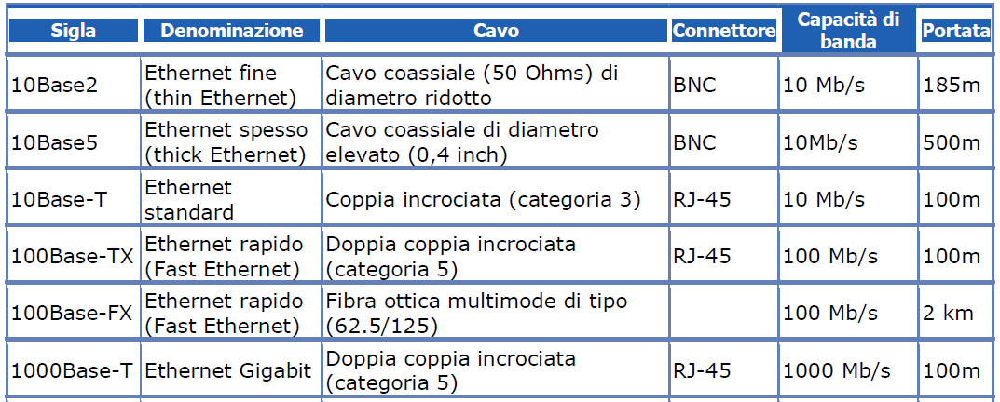 Sigla Denominazione Cavo Connettore Capacità di banda Portata
10Base2 Ethernet fine (thin Ethernet) Cavo coassiale (50 Ohms) di diametro ridotto BNC 10 Mb/s 185m
10Base5 Ethernet spesso (thick Ethernet) Cavo coassiale di diametro elevato (0,4 inch) BNC 10Mb/s 500m
10Base-T Ethernet standard Coppia incrociata (categoria 3) RJ-45 10 Mb/s 100m
100Base-TX Ethernet rapido (Fast Ethernet) Doppia coppia incrociata (categoria 5) RJ-45 100 Mb/s 100m
100Base-FX Ethernet rapido (Fast Ethernet) Fibra ottica multimode di tipo (62.5/125) 100 Mb/s 2 km
1000Base-T Ethernet Gigabit Doppia coppia incrociata (categoria 5) RJ-45 1000 Mb/s 100m